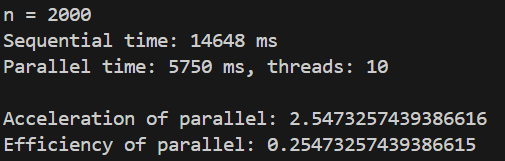 n = 2000
Sequential time: 14648 ms
Parallel time: 5750 ms, threads: 10
Acceleration of parallel: 2.5473257439386616
Efficiency of parallel: 0.25473257439386615